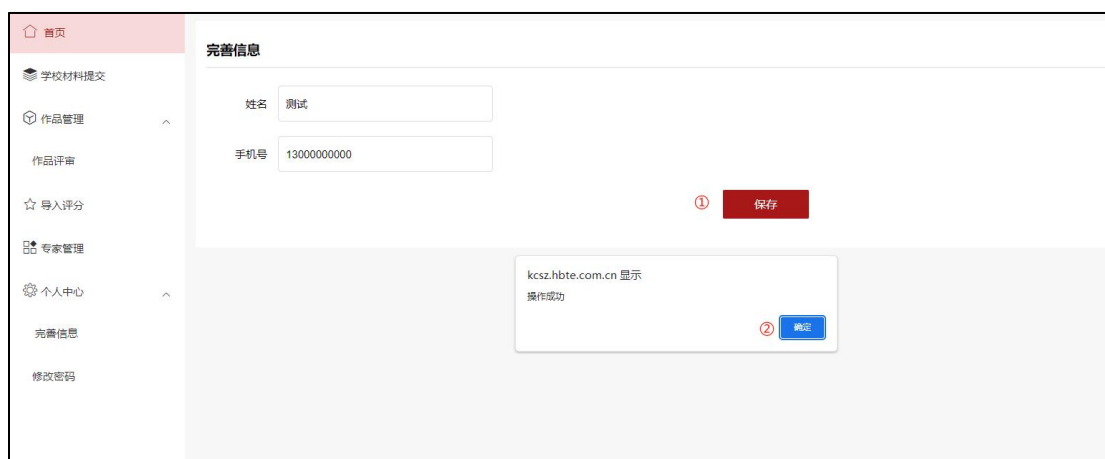 首页
学校材料提交
作品管理
作品评审
导入评分
专家管理
个人中心
完善信息
修改密码
完善信息
姓名 测试
手机号 13000000000
① 保存
kcsz.hbte.com.cn 显示
操作成功
② 确定